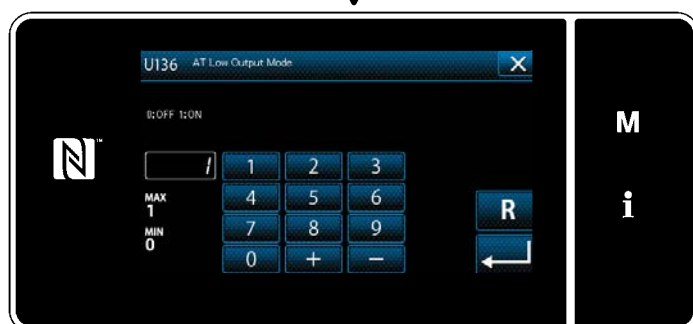 U136 AT Low Output Mode
0:OFF 1:ON
1
1 2 3
MAX
1
4 5 6
MIN
0
7 8 9
0 + −
R
M
i
N™